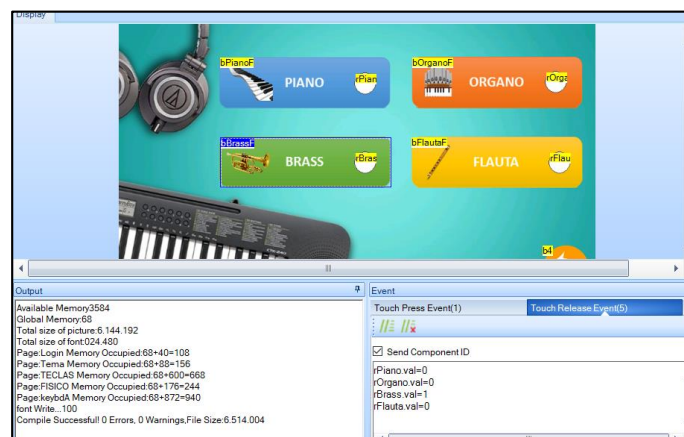 Display
bPianoF
PIANO
rPian
bOrganoF
ORGANO
rOrga
bBrassF
BRASS
rBras
bFlautaF
FLAUTA
rFlau
b4
Output
Available Memory3584
Global Memory:68
Total size of picture:6.144.192
Total size of font:024.480
Page:Login Memory Occupied:68+40=108
Page:Tema Memory Occupied:68+88=156
Page:TECLAS Memory Occupied:68+600=668
Page:FISICO Memory Occupied:68+176=244
Page:keybdA Memory Occupied:68+872=940
font Write...100
Compile Successful! 0 Errors, 0 Warnings,File Size:6.514.004
Event
Touch Press Event(1)
Touch Release Event(5)
Send Component ID
rPiano.val=0
rOrgano.val=0
rBrass.val=1
rFlauta.val=0